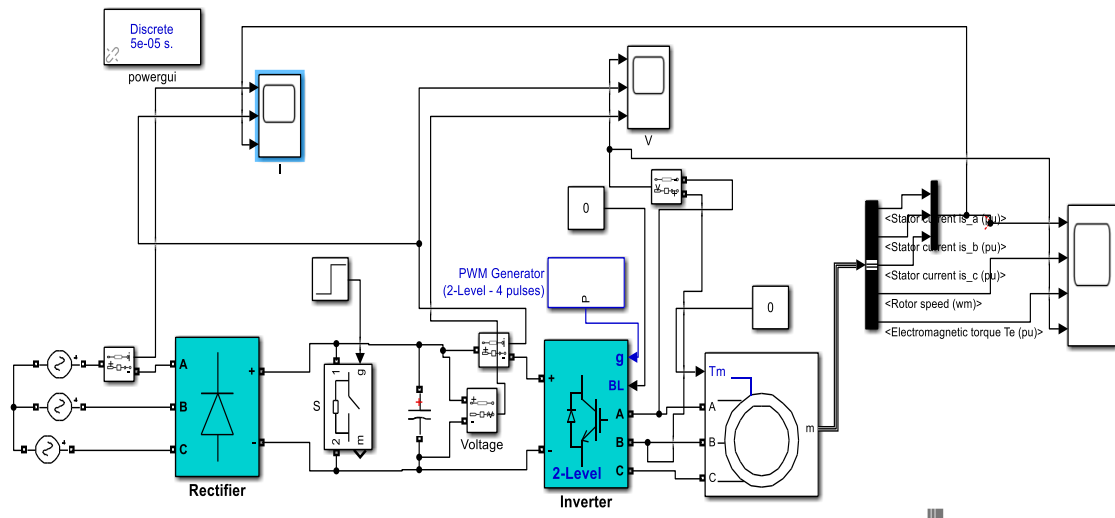 Discrete
5e-05 s.
powergui
I
V
0
PWM Generator
(2-Level - 4 pulses)
P
0
<Stator current is_a (pu)>
<Stator current is_b (pu)>
<Stator current is_c (pu)>
<Rotor speed (wm)>
<Electromagnetic torque Te (pu)>
A
B
C
+
-
Rectifier
S
1
g
2
m
+
-
Voltage
g
BL
+
-
A
B
C
2-Level
Inverter
Tm
A
B
C
m